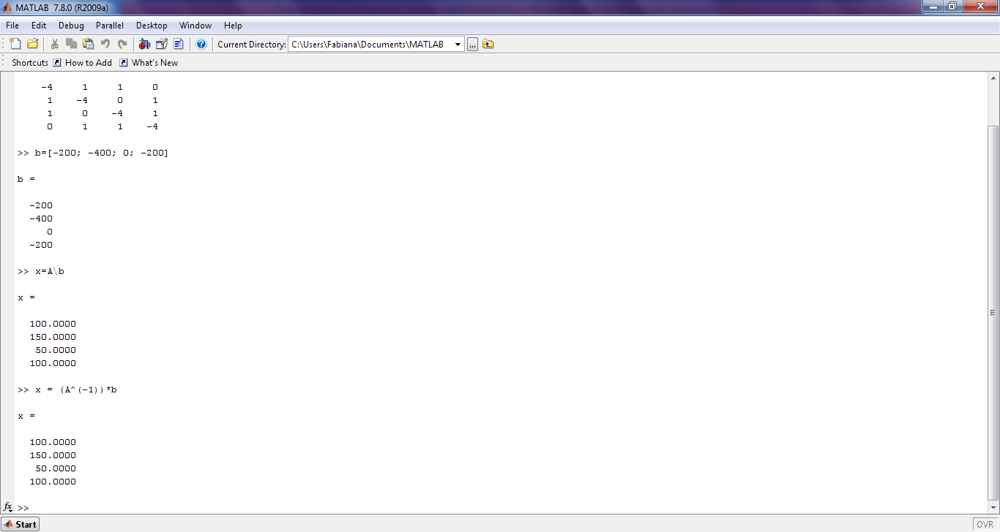 MATLAB 7.8.0 (R2009a)
File Edit Debug Parallel Desktop Window Help
Current Directory: C:\Users\Fabiana\Documents\MATLAB ...
Shortcuts How to Add What's New
-4 1 1 0
1 -4 0 1
1 0 -4 1
0 1 1 -4
>> b=[-200; -400; 0; -200]
b =
-200
-400
0
-200
>> x=A\b
x =
100.0000
150.0000
50.0000
100.0000
>> x = (A^(-1))*b
x =
100.0000
150.0000
50.0000
100.0000
fx >>
Start OVR